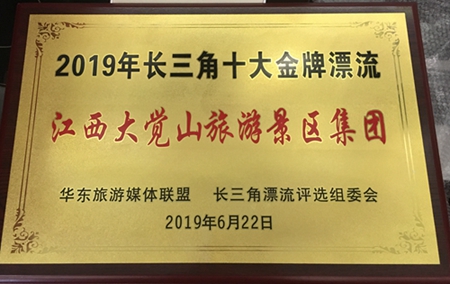 2019年长三角十大金牌漂流
江西大觉山旅游景区集团
华东旅游媒体联盟 长三角漂流评选组委会
2019年6月22日